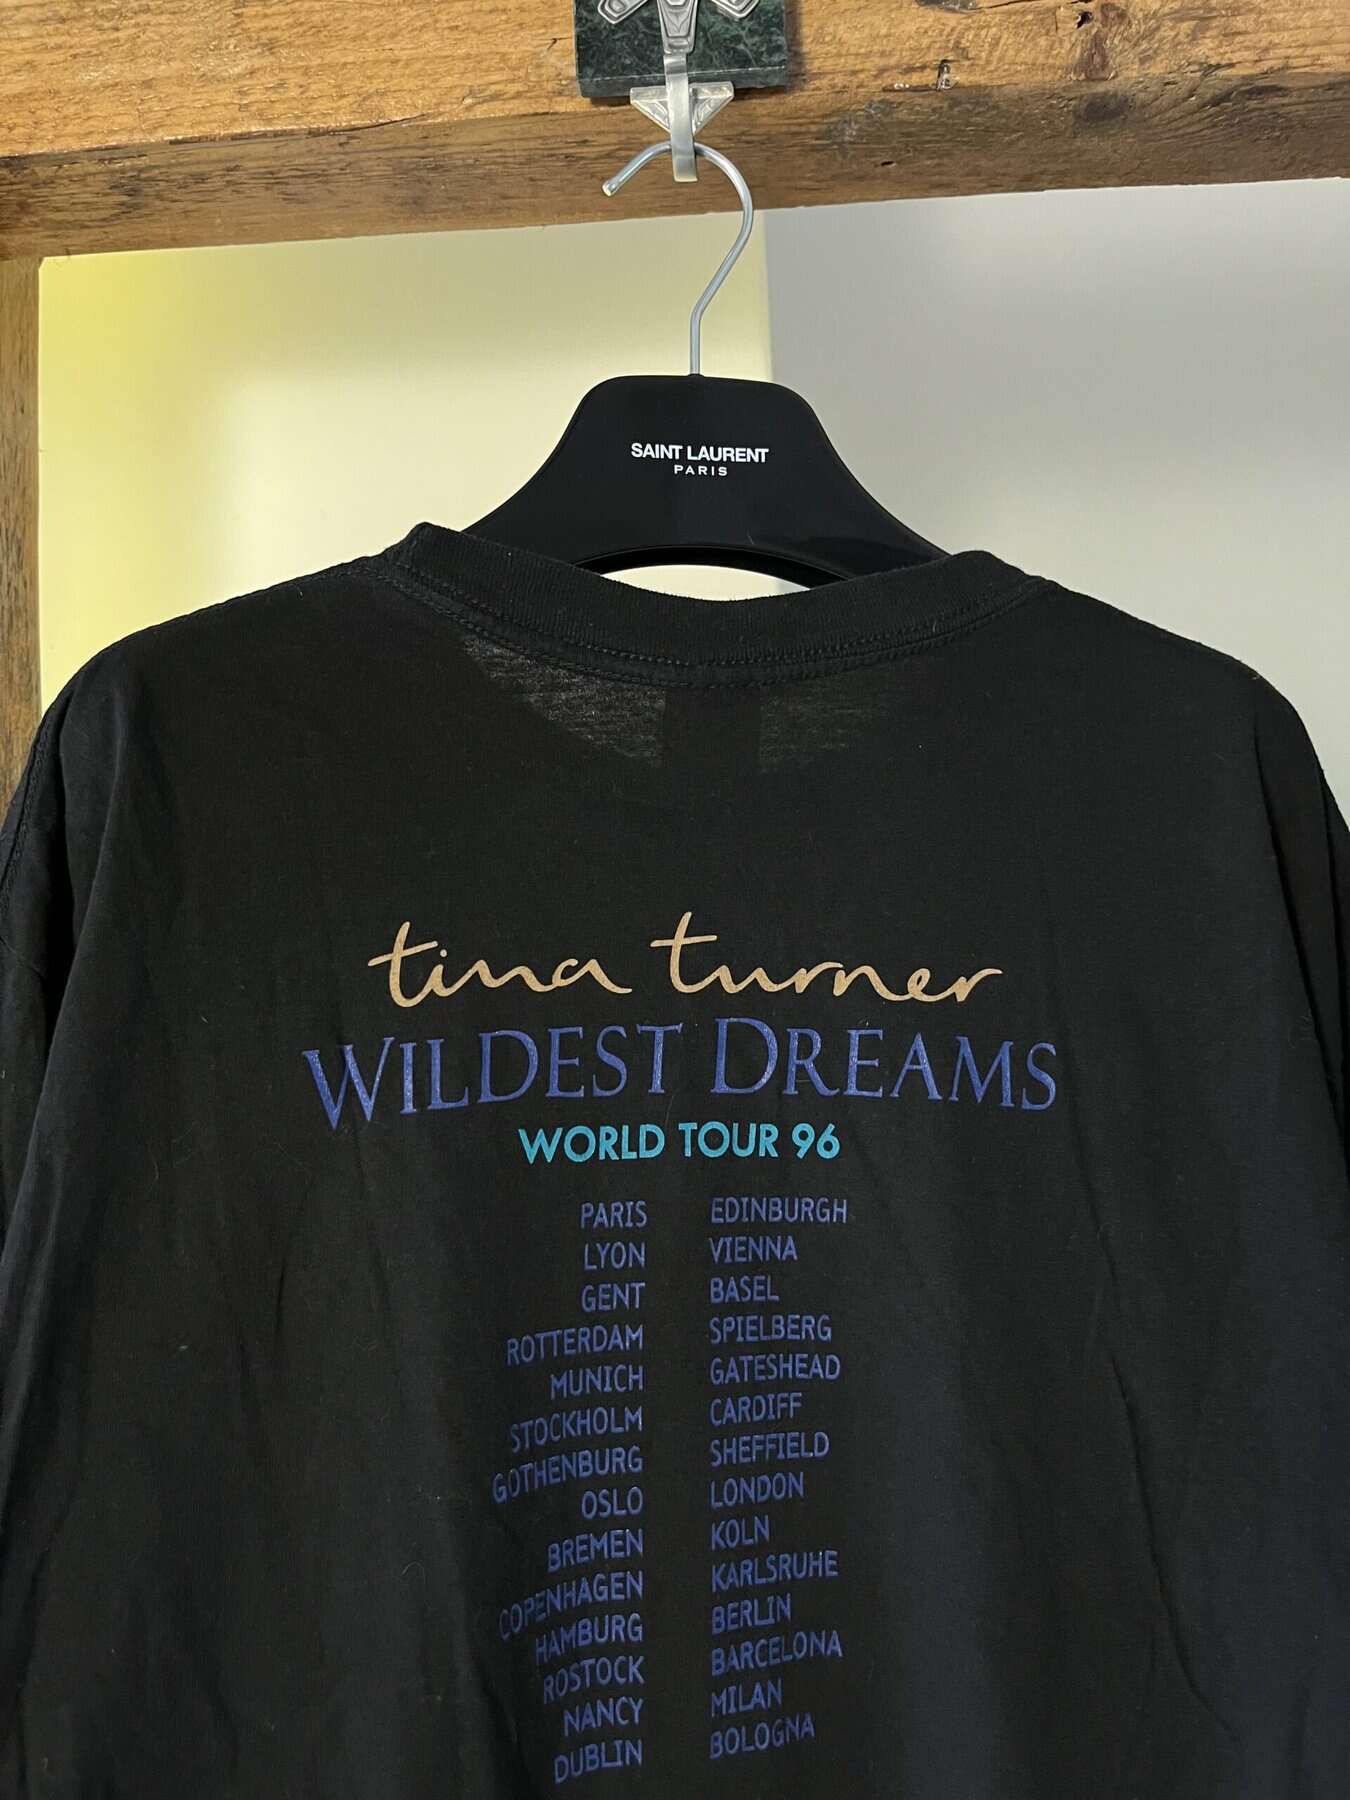 SAINT LAURENT
PARIS
tina turner
WILDEST DREAMS
WORLD TOUR 96
PARIS
LYON
GENT
ROTTERDAM
MUNICH
STOCKHOLM
GOTHENBURG
OSLO
BREMEN
COPENHAGEN
HAMBURG
ROSTOCK
NANCY
DUBLIN
EDINBURGH
VIENNA
BASEL
SPIELBERG
GATESHEAD
CARDIFF
SHEFFIELD
LONDON
KOLN
KARLSRUHE
BERLIN
BARCELONA
MILAN
BOLOGNA